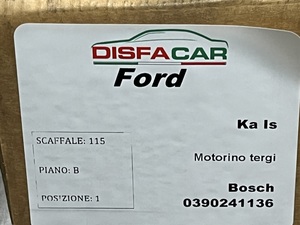 DISFACAR
Ford
Ka Is
SCAFFALE: 115
Motorino tergi
PIANO: B
Bosch
POSIZIONE: 1
0390241136